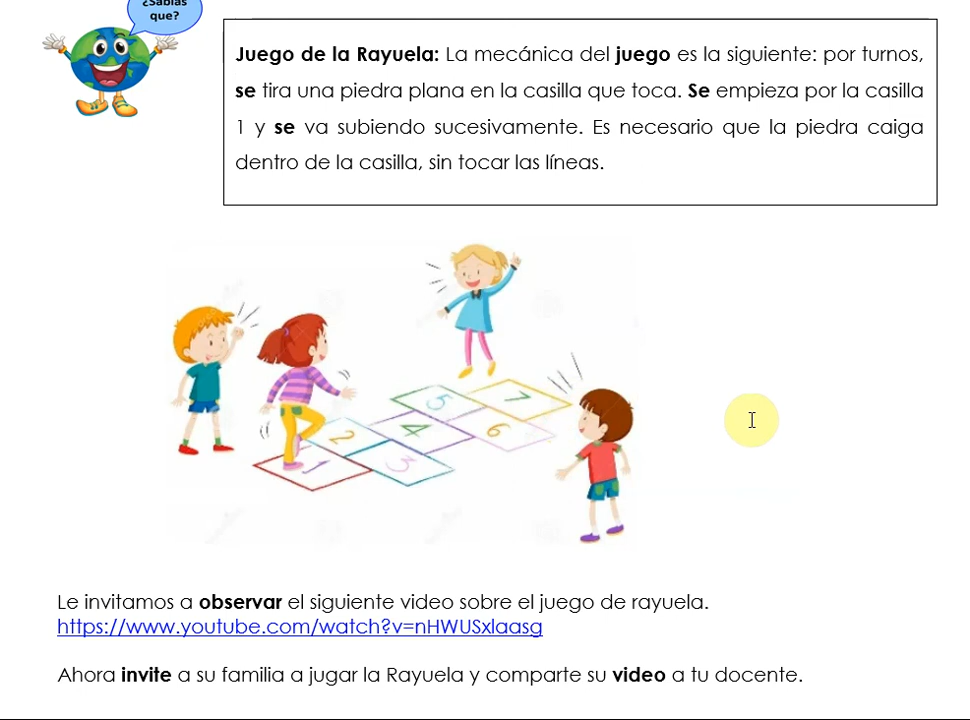 ¿Sabías
que?
Juego de la Rayuela: La mecánica del juego es la siguiente: por turnos,
se tira una piedra plana en la casilla que toca. Se empieza por la casilla
1 y se va subiendo sucesivamente. Es necesario que la piedra caiga
dentro de la casilla, sin tocar las líneas.
5 7
2 4 6
1 3
Le invitamos a observar el siguiente video sobre el juego de rayuela.
https://www.youtube.com/watch?v=nHWUSxlaasg
Ahora invite a su familia a jugar la Rayuela y comparte su video a tu docente.